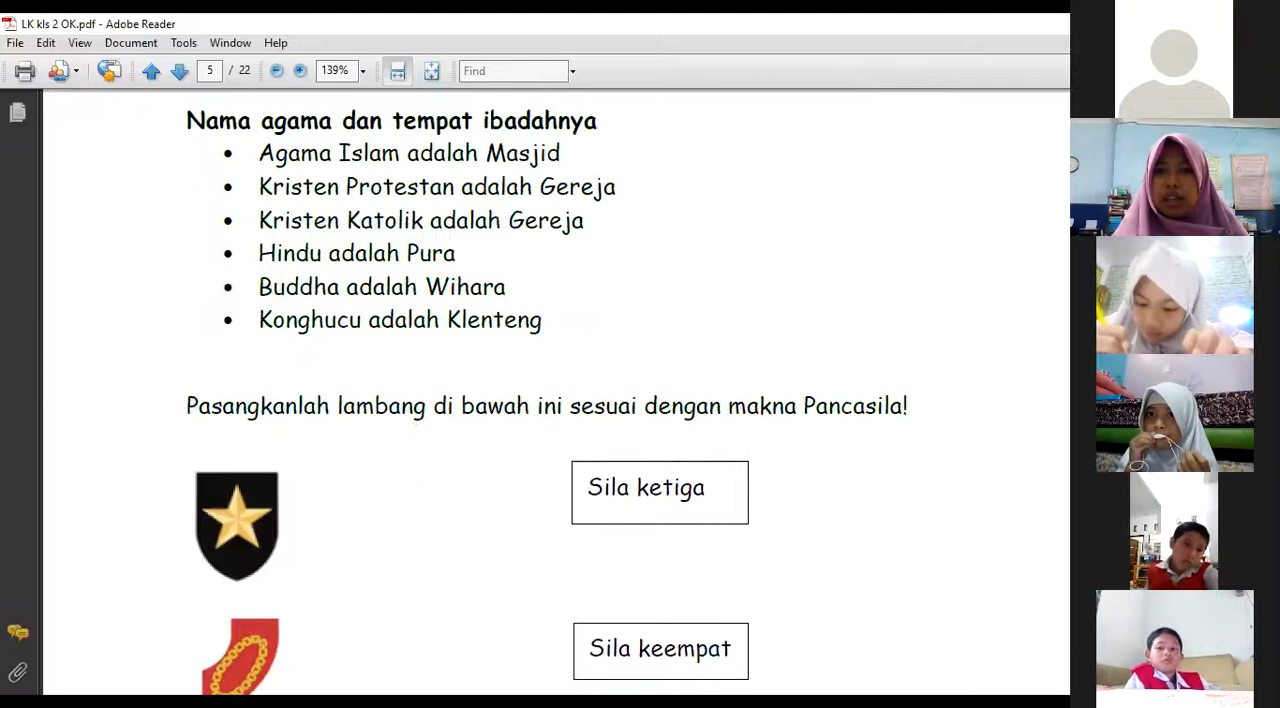 LK kls 2 OK.pdf - Adobe Reader
File Edit View Document Tools Window Help
5 / 22 139% Find
Nama agama dan tempat ibadahnya
• Agama Islam adalah Masjid
• Kristen Protestan adalah Gereja
• Kristen Katolik adalah Gereja
• Hindu adalah Pura
• Buddha adalah Wihara
• Konghucu adalah Klenteng
Pasangkanlah lambang di bawah ini sesuai dengan makna Pancasila!
Sila ketiga
Sila keempat